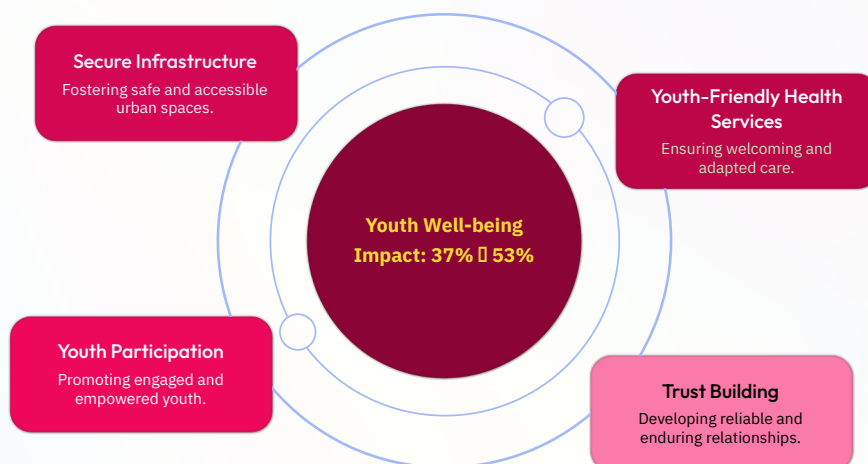 Secure Infrastructure
Fostering safe and accessible
urban spaces.
Youth-Friendly Health
Services
Ensuring welcoming and
adapted care.
Youth Well-being
Impact: 37% ▯ 53%
Youth Participation
Promoting engaged and
empowered youth.
Trust Building
Developing reliable and
enduring relationships.